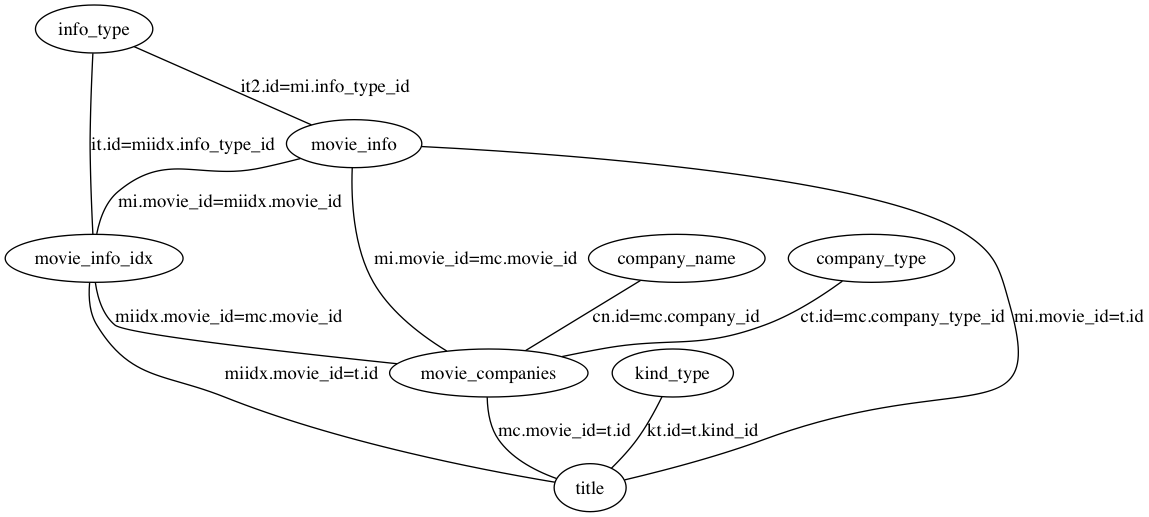 info_type
it2.id=mi.info_type_id
it.id=miidx.info_type_id
movie_info
mi.movie_id=miidx.movie_id
movie_info_idx
mi.movie_id=mc.movie_id
company_name
company_type
miidx.movie_id=mc.movie_id
cn.id=mc.company_id
ct.id=mc.company_type_id
mi.movie_id=t.id
miidx.movie_id=t.id
movie_companies
kind_type
mc.movie_id=t.id
kt.id=t.kind_id
title